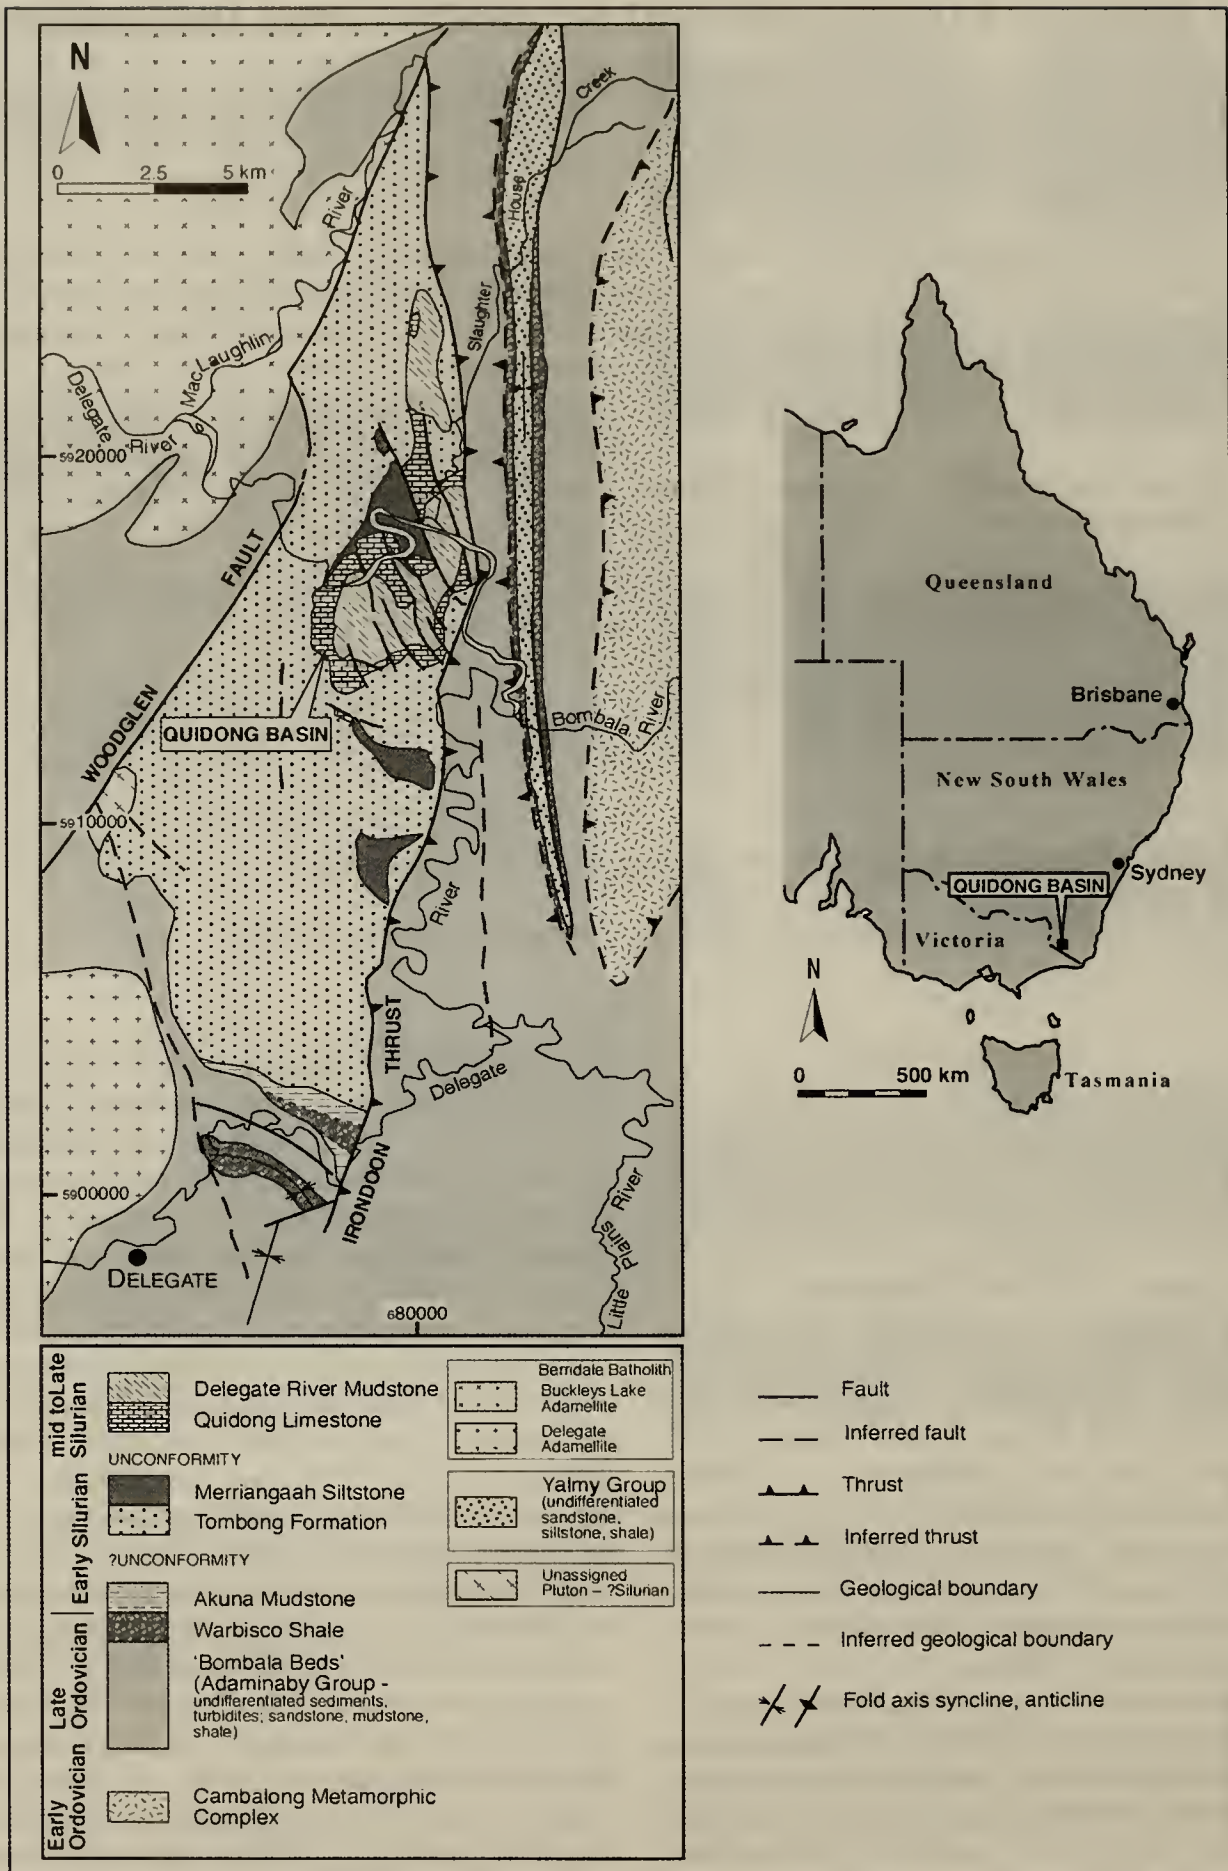 N
0 2.5 5 km
Creek
River
House
Slaughter
MacLaughlin
Delegate
River
5920000
FAULT
WOODGLEN
QUIDONG BASIN
Bombala
River
5910000
River
THRUST
Delegate
IRONDOON
5900000
DELEGATE
River
Plains
Little
680000
Queensland
Brisbane
New South Wales
Sydney
QUIDONG BASIN
Victoria
N
0 500 km
Tasmania
mid to Late
Silurian
Delegate River Mudstone
Quidong Limestone
UNCONFORMITY
Early Silurian
Merriangaah Siltstone
Tombong Formation
?UNCONFORMITY
Akuna Mudstone
Late
Ordovician
Warbisco Shale
'Bombala Beds'
(Adaminaby Group -
undifferentiated sediments,
turbidites; sandstone, mudstone,
shale)
Early
Ordovician
Cambalong Metamorphic
Complex
Berridale Batholith
Buckleys Lake
Adamellite
Delegate
Adamellite
Yalmy Group
(undifferentiated
sandstone,
siltstone, shale)
Unassigned
Pluton – ?Silurian
Fault
Inferred fault
Thrust
Inferred thrust
Geological boundary
Inferred geological boundary
Fold axis syncline, anticline